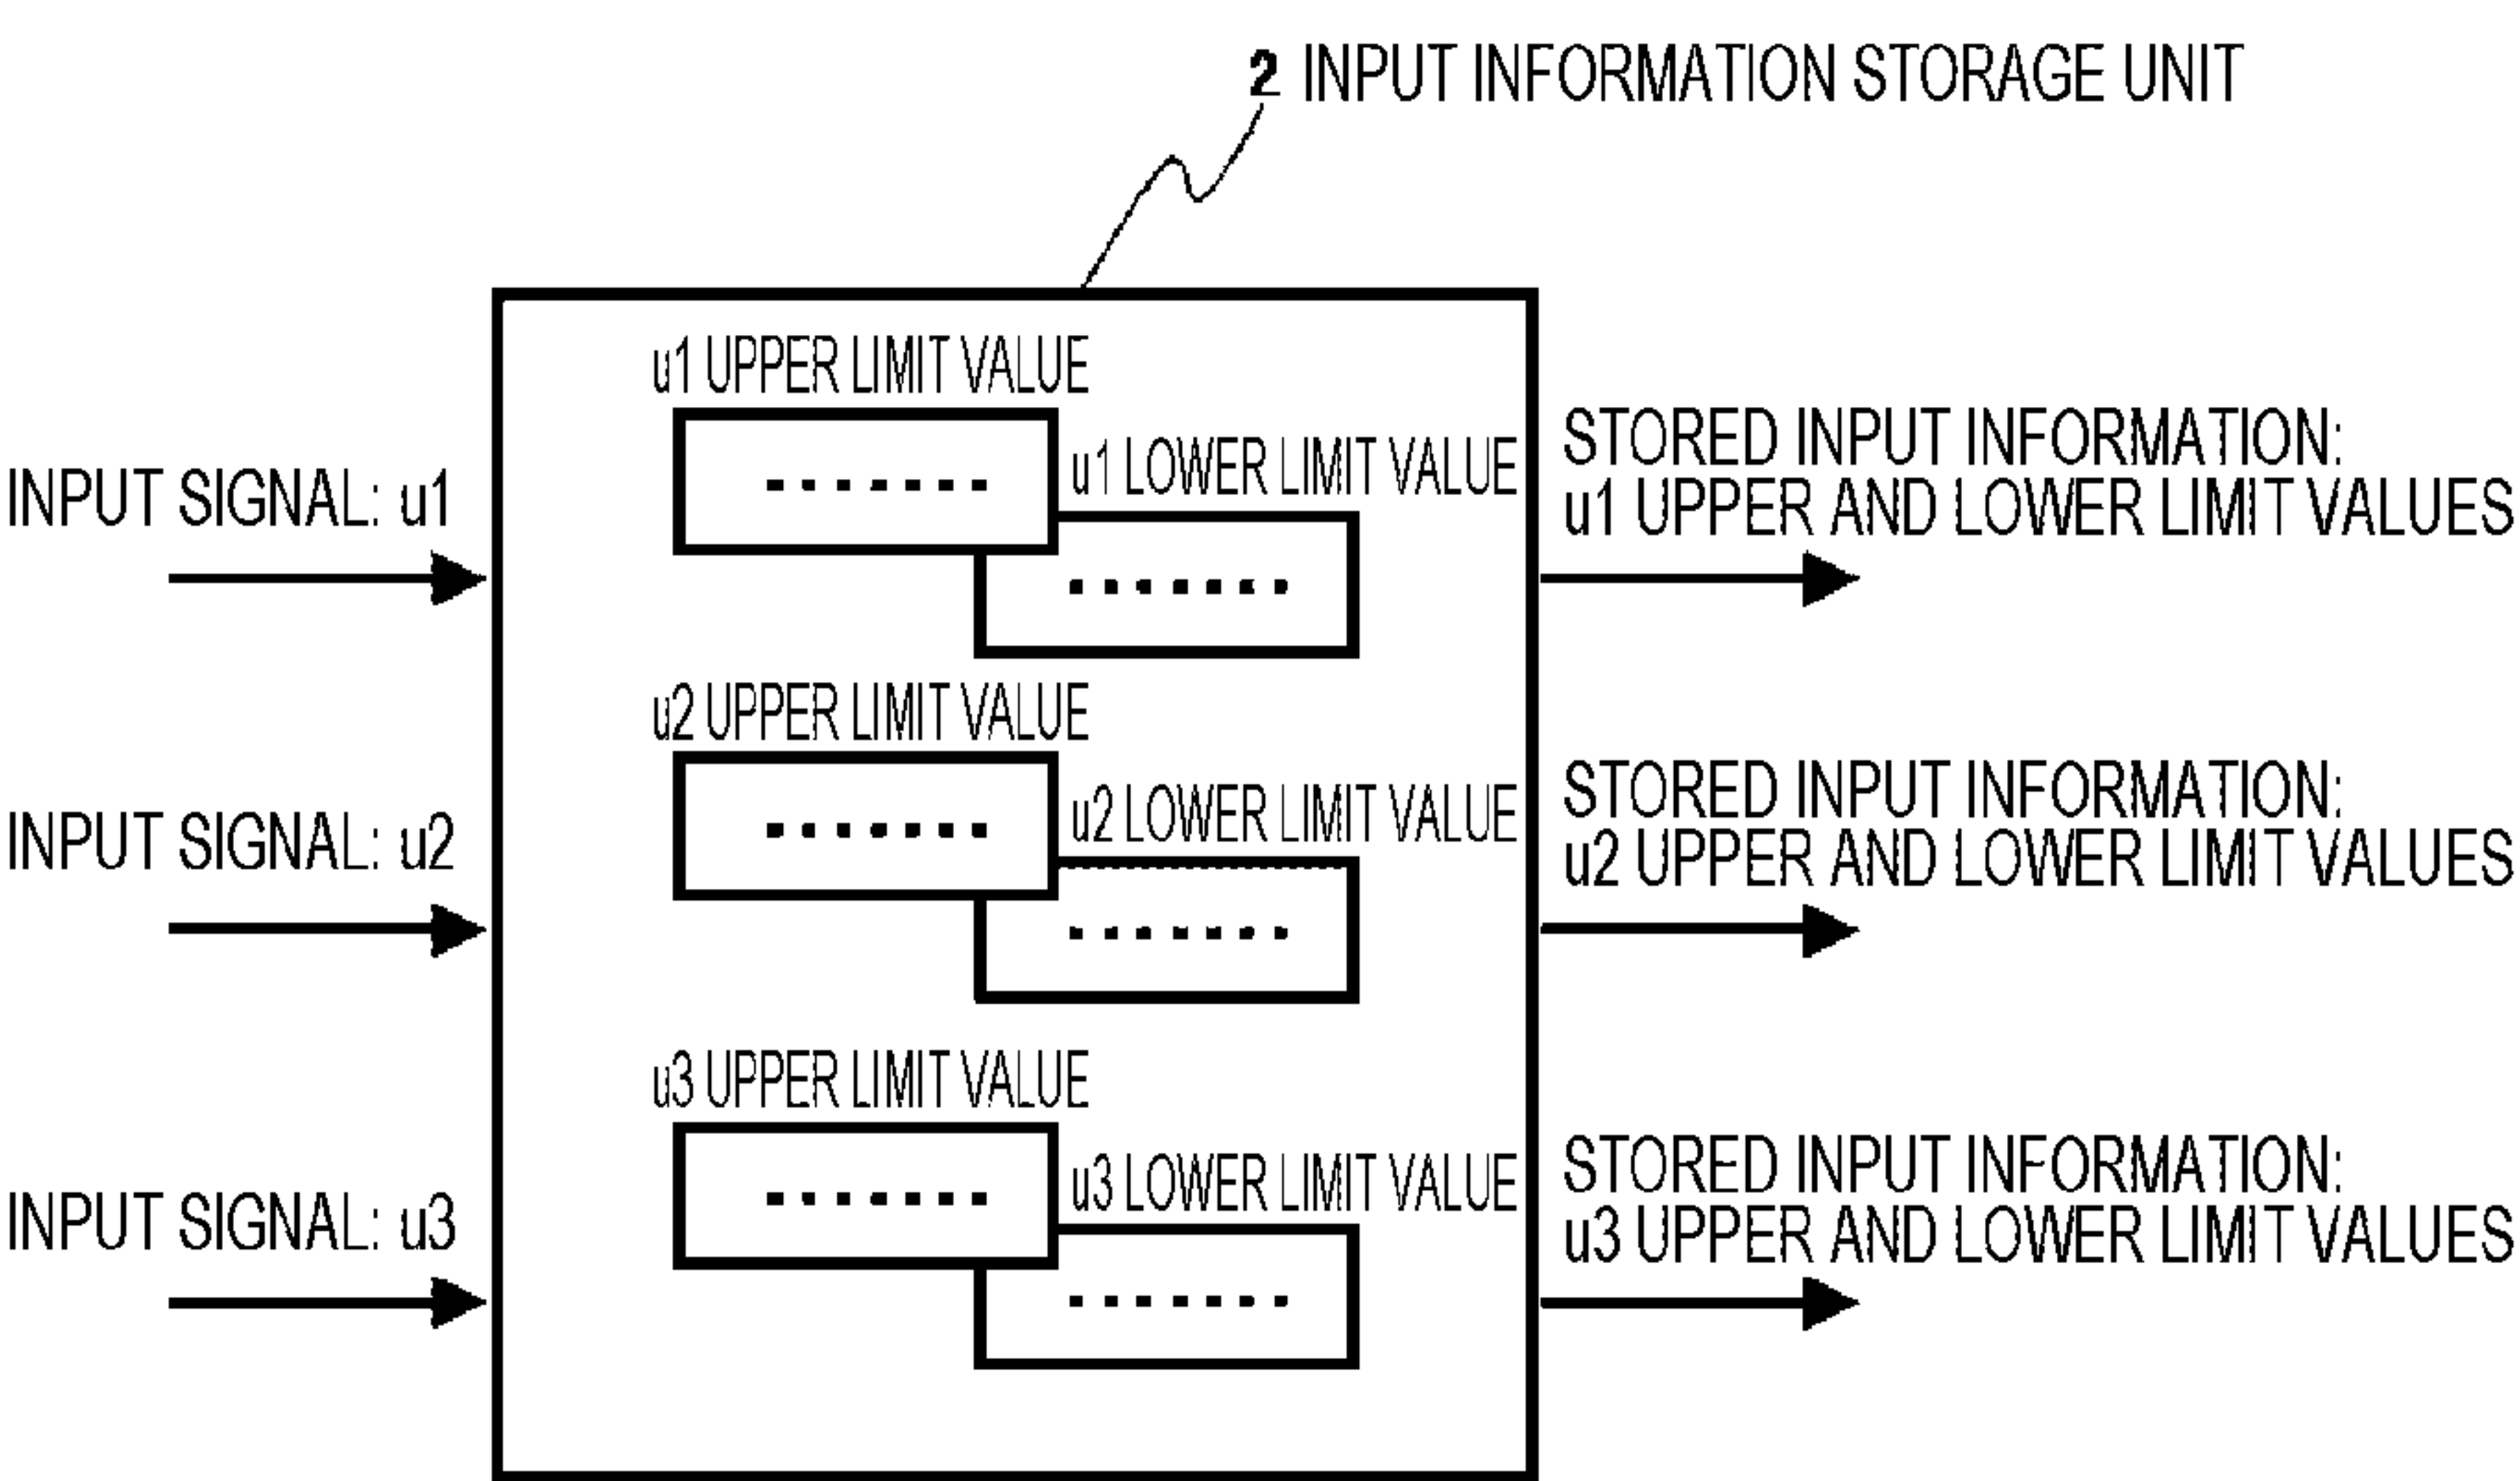 2 INPUT INFORMATION STORAGE UNIT
INPUT SIGNAL: u1
u1 UPPER LIMIT VALUE
.......
u1 LOWER LIMIT VALUE
.......
STORED INPUT INFORMATION:
u1 UPPER AND LOWER LIMIT VALUES
INPUT SIGNAL: u2
u2 UPPER LIMIT VALUE
.......
u2 LOWER LIMIT VALUE
.......
STORED INPUT INFORMATION:
u2 UPPER AND LOWER LIMIT VALUES
INPUT SIGNAL: u3
u3 UPPER LIMIT VALUE
.......
u3 LOWER LIMIT VALUE
.......
STORED INPUT INFORMATION:
u3 UPPER AND LOWER LIMIT VALUES